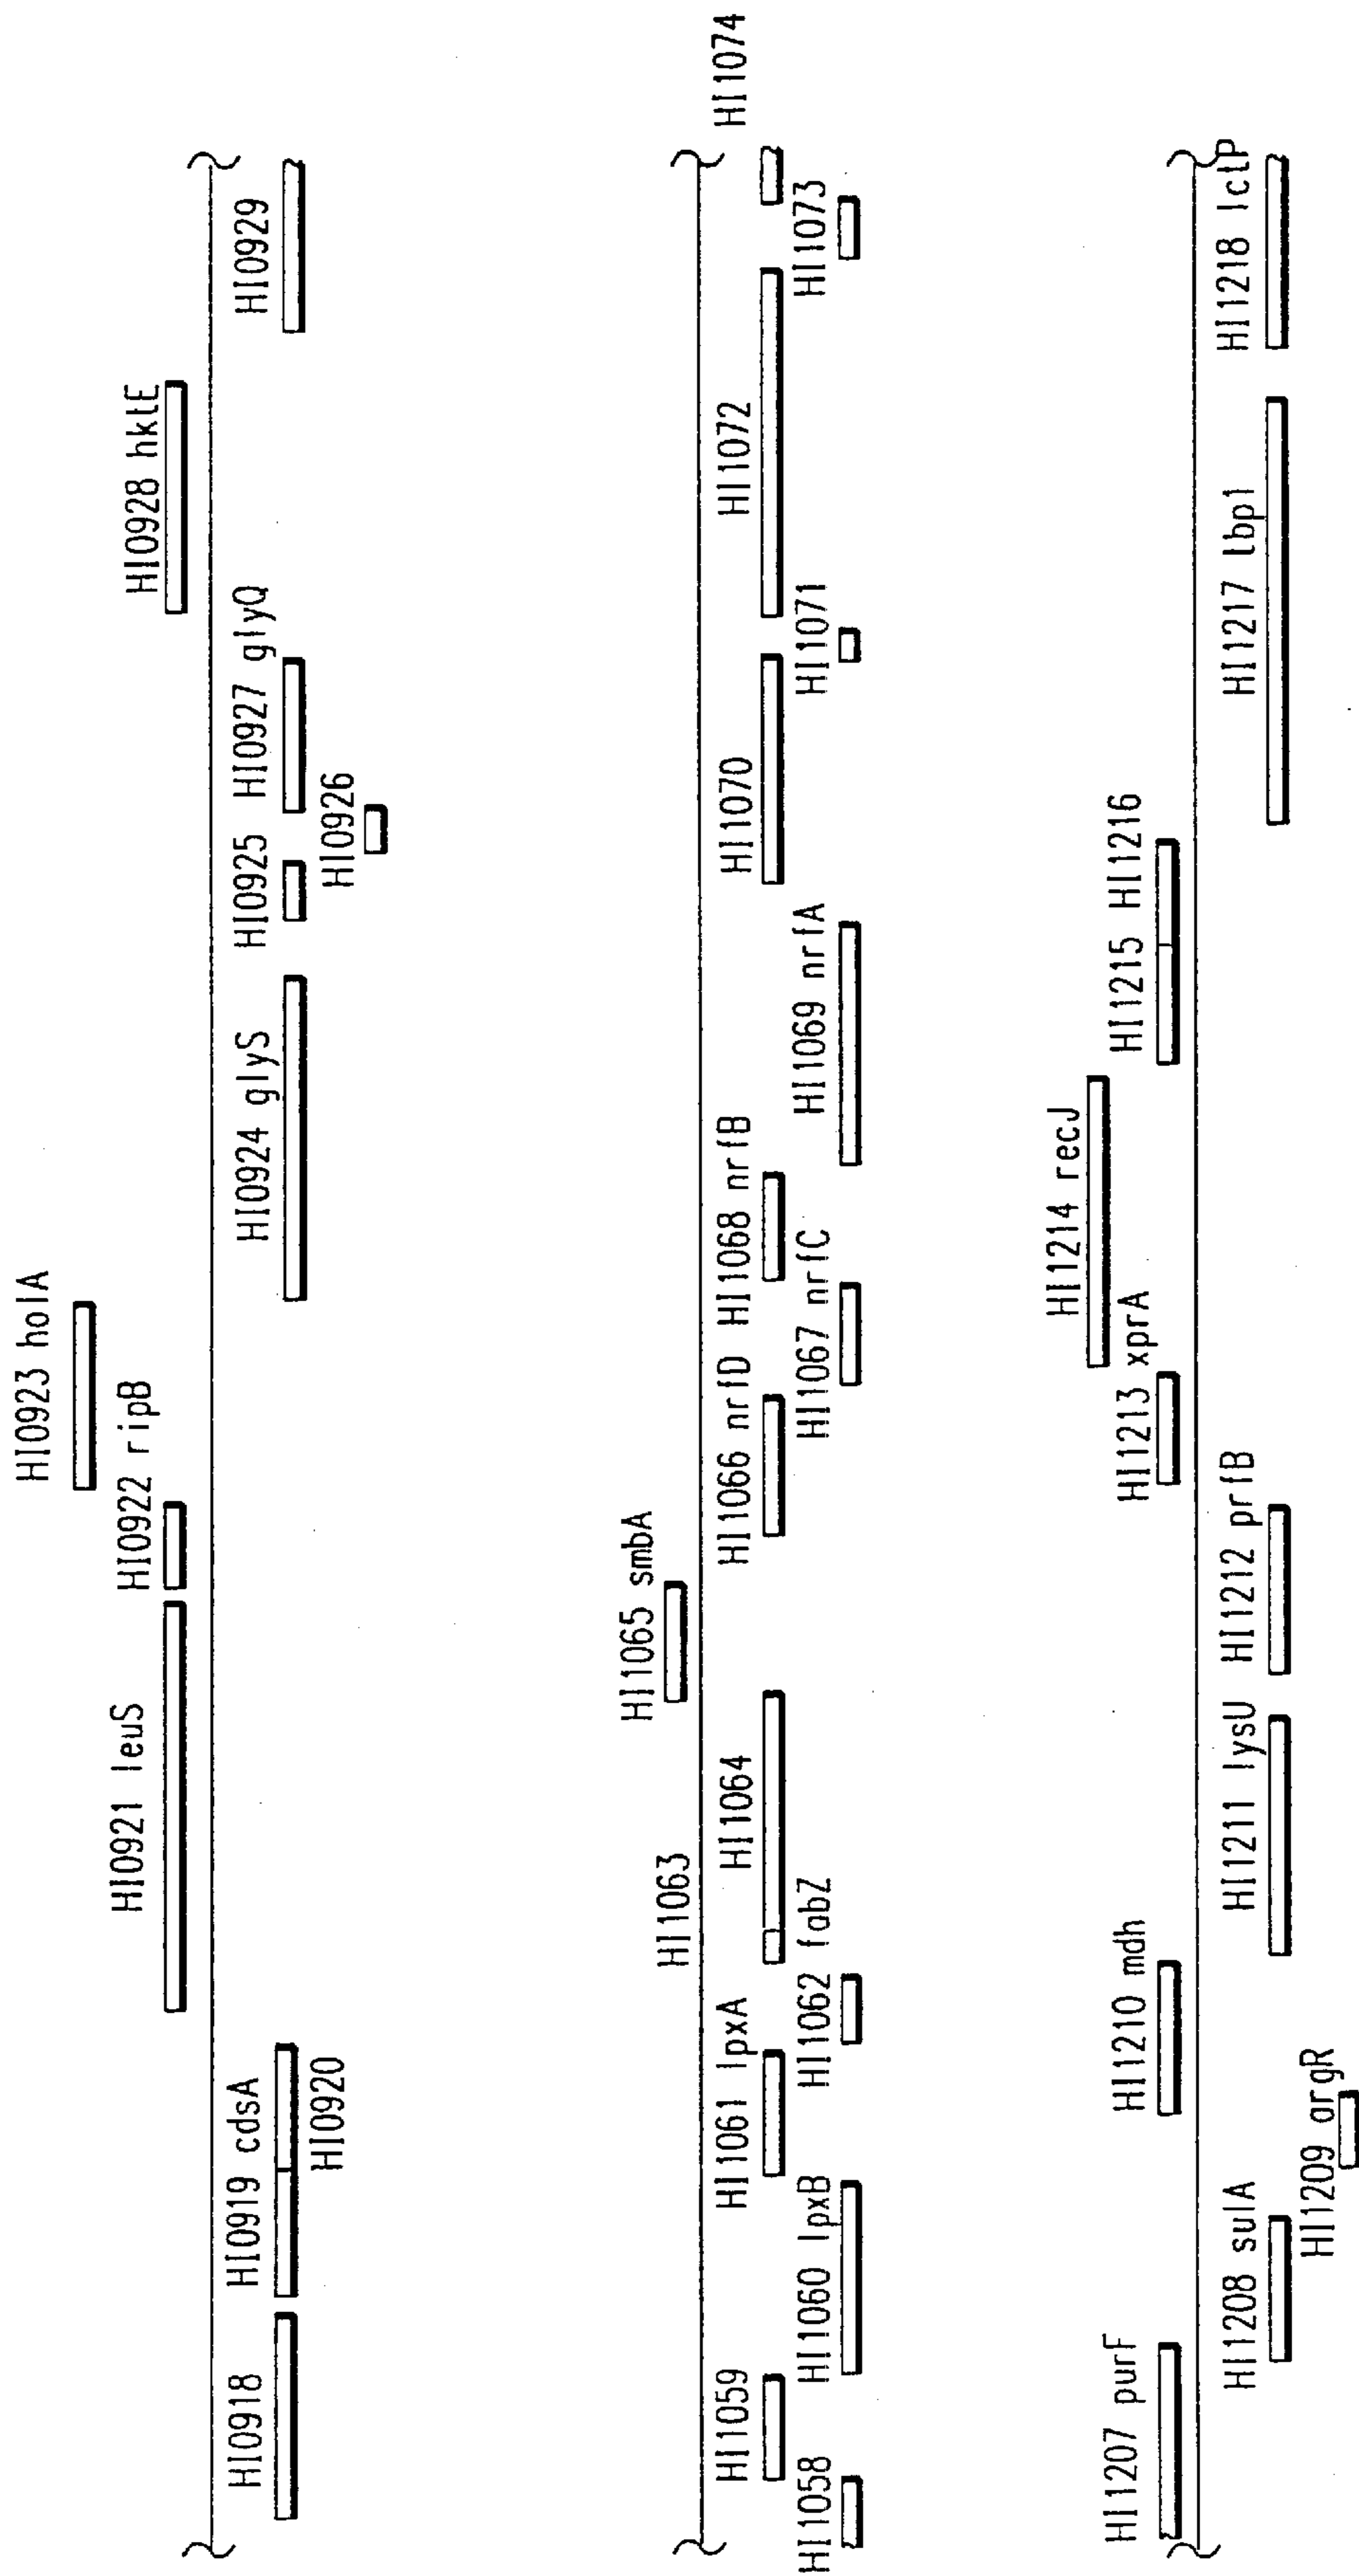 HI0918
HI0919 cdsA
HI0920
HI0921 leuS
HI0922 ripB
HI0923 holA
HI0924 glyS
HI0925
HI0926
HI0927 glyQ
HI0928 hktE
HI0929
HI1058
HI1059
HI1060 lpxB
HI1061 lpxA
HI1062 fabZ
HI1063
HI1064
HI1065 smbA
HI1066 nrfD
HI1067 nrfC
HI1068 nrfB
HI1069 nrfA
HI1070
HI1071
HI1072
HI1073
HI1074
HI1207 purF
HI1208 sulA
HI1209 argR
HI1210 mdh
HI1211 lysU
HI1212 prfB
HI1213 xprA
HI1214 recJ
HI1215 HI1216
HI1217 tbp1
HI1218 lctP